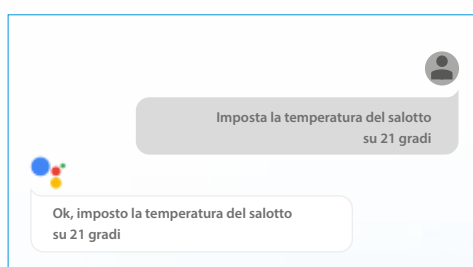 Imposta la temperatura del salotto
su 21 gradi
Ok, imposto la temperatura del salotto
su 21 gradi